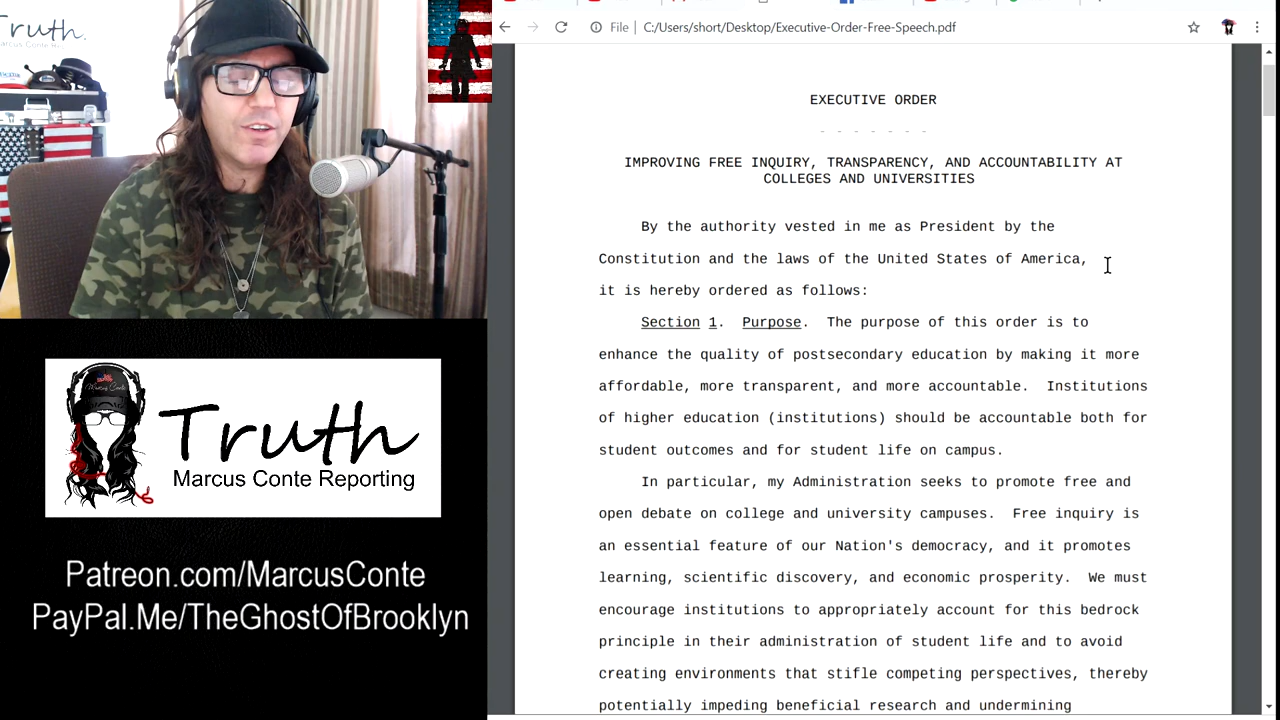 Truth.
Marcus Conte
File
C:/Users/short/Desktop/Executive-Order-Free-Speech.pdf
EXECUTIVE ORDER
- - - - - - -
IMPROVING FREE INQUIRY, TRANSPARENCY, AND ACCOUNTABILITY AT
COLLEGES AND UNIVERSITIES
By the authority vested in me as President by the
Constitution and the laws of the United States of America,
it is hereby ordered as follows:
Section 1. Purpose. The purpose of this order is to
enhance the quality of postsecondary education by making it more
affordable, more transparent, and more accountable. Institutions
of higher education (institutions) should be accountable both for
student outcomes and for student life on campus.
In particular, my Administration seeks to promote free and
open debate on college and university campuses. Free inquiry is
an essential feature of our Nation's democracy, and it promotes
learning, scientific discovery, and economic prosperity. We must
encourage institutions to appropriately account for this bedrock
principle in their administration of student life and to avoid
creating environments that stifle competing perspectives, thereby
potentially impeding beneficial research and undermining
Truth
Marcus Conte Reporting
Patreon.com/MarcusConte
PayPal.Me/TheGhostOfBrooklyn